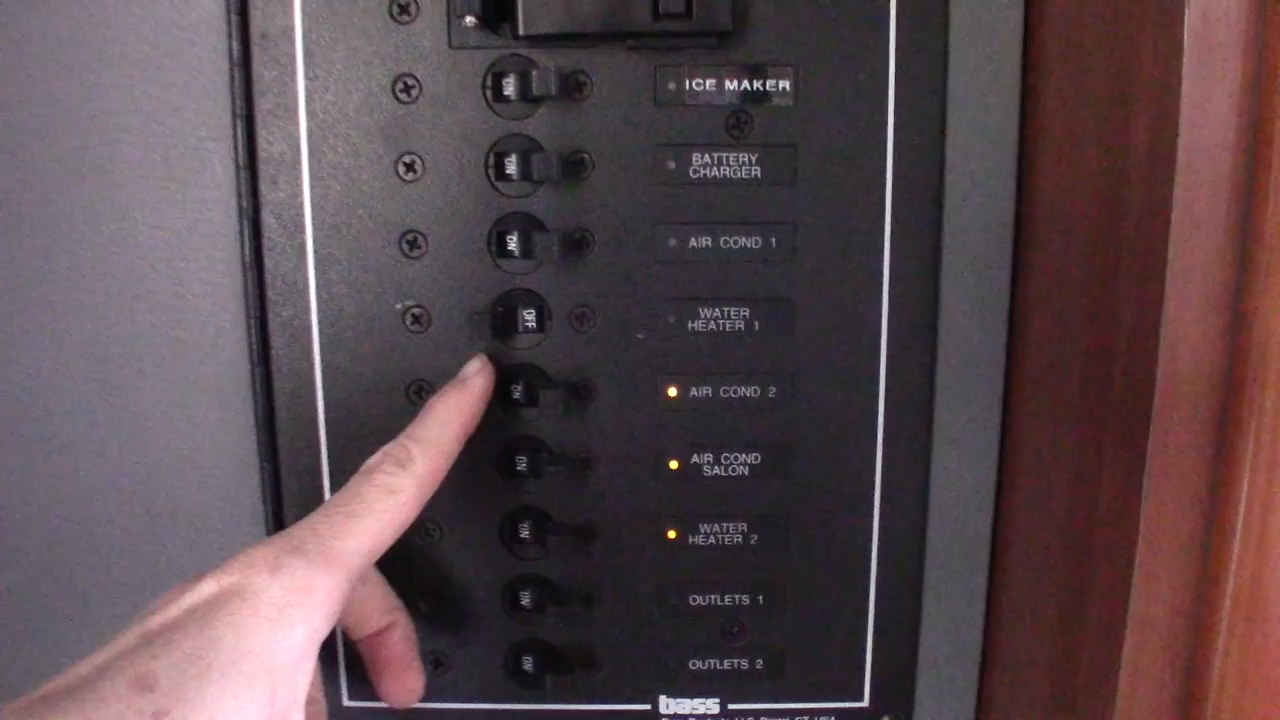 ON
ICE MAKER
ON
BATTERY
CHARGER
ON
AIR COND 1
OFF
WATER
HEATER 1
ON
AIR COND 2
ON
AIR COND
SALON
ON
WATER
HEATER 2
ON
OUTLETS 1
ON
OUTLETS 2
bass